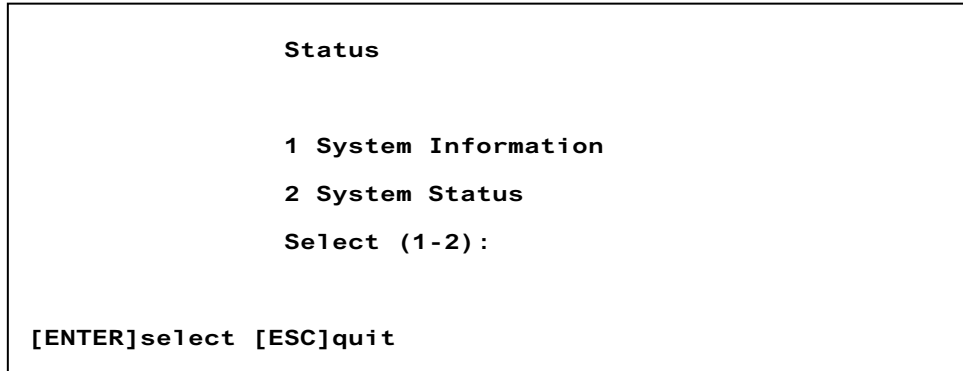 Status
1 System Information
2 System Status
Select (1-2):
[ENTER]select [ESC]quit